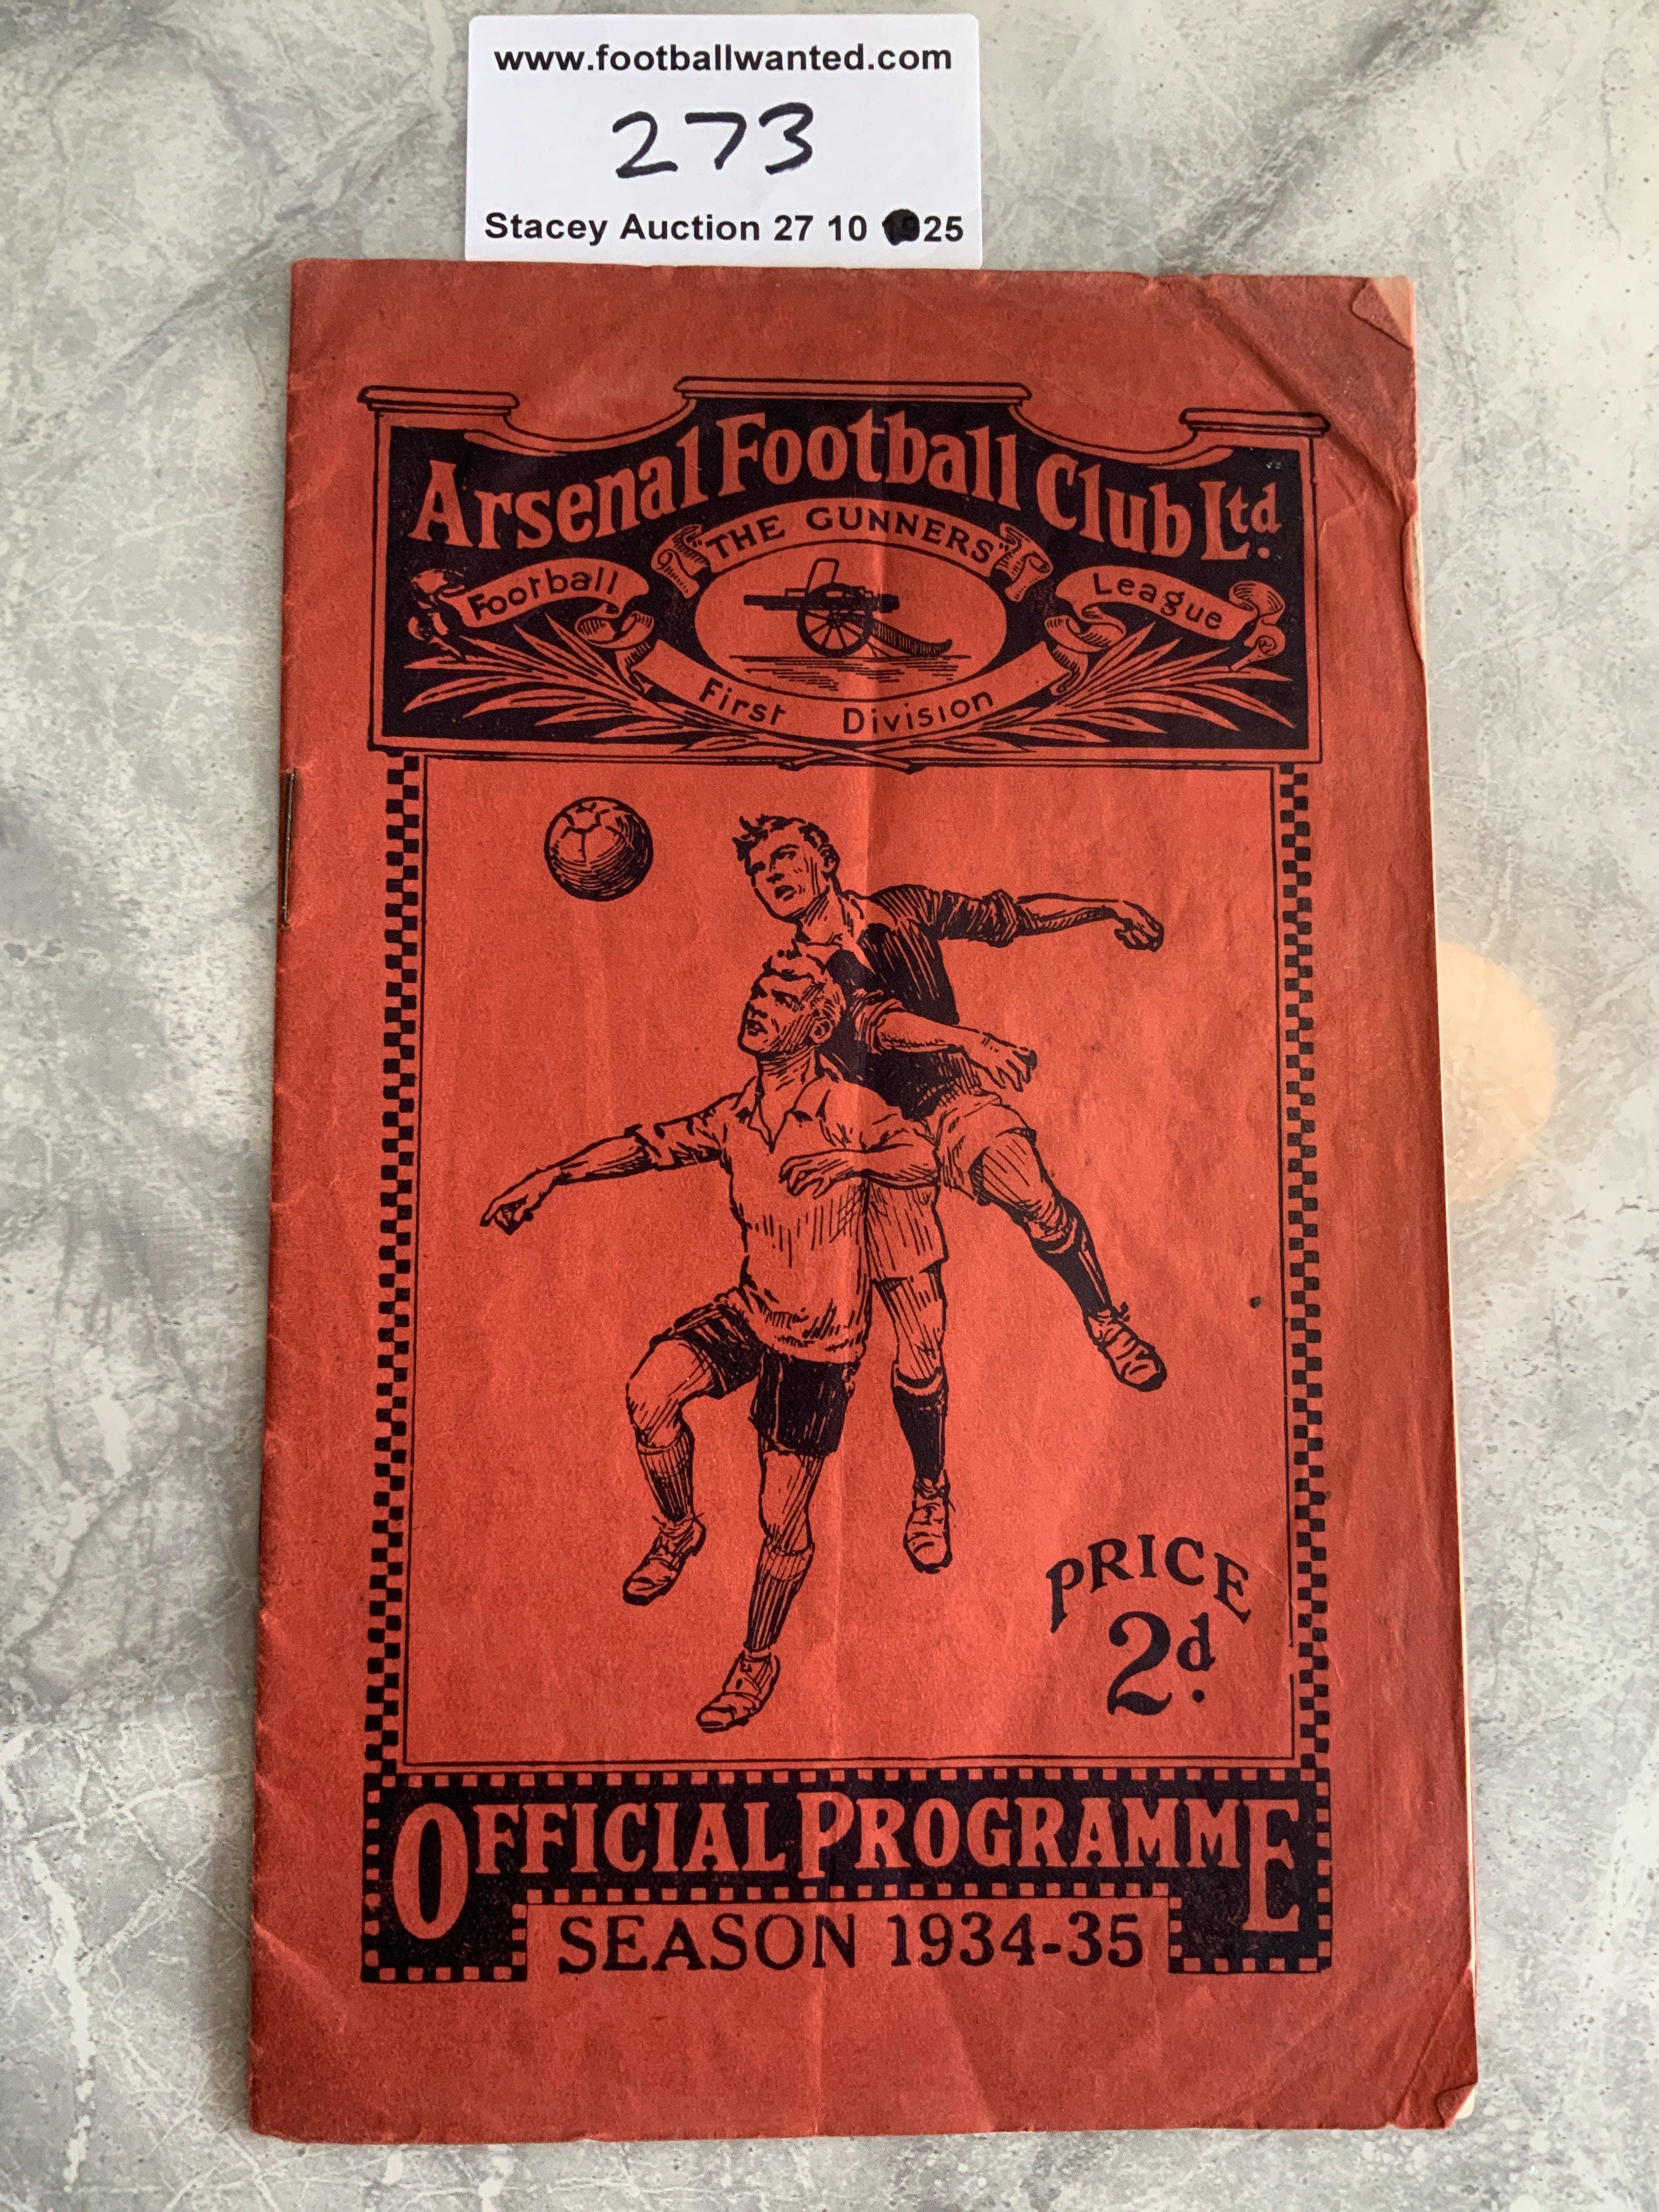 www.footballwanted.com
273
Stacey Auction 27 10 25
Arsenal Football Club Ltd.
"THE GUNNERS"
Football League
First Division
PRICE
2d.
OFFICIAL PROGRAMME
SEASON 1934-35